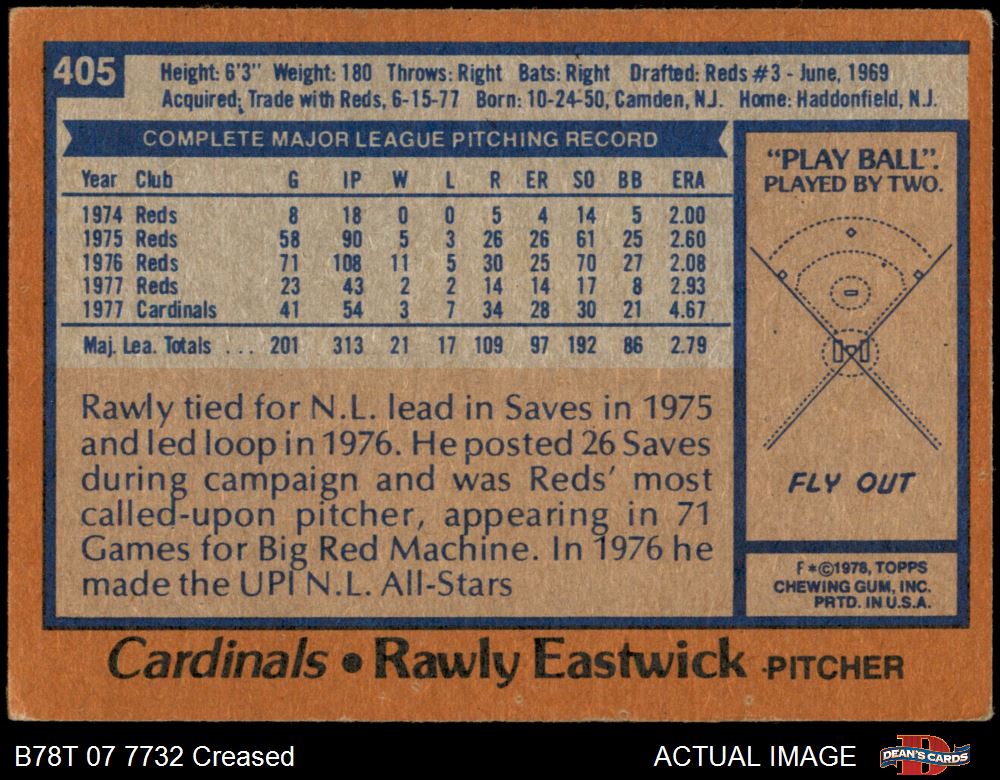 405
Height: 6'3" Weight: 180 Throws: Right Bats: Right Drafted: Reds #3 - June, 1969
Acquired: Trade with Reds, 6-15-77 Born: 10-24-50, Camden, N.J. Home: Haddonfield, N.J.
COMPLETE MAJOR LEAGUE PITCHING RECORD
Year Club G IP W L R ER SO BB ERA
1974 Reds 8 18 0 0 5 4 14 5 2.00
1975 Reds 58 90 5 3 26 26 61 25 2.60
1976 Reds 71 108 11 5 30 25 70 27 2.08
1977 Reds 23 43 2 2 14 14 17 8 2.93
1977 Cardinals 41 54 3 7 34 28 30 21 4.67
Maj. Lea. Totals ... 201 313 21 17 109 97 192 86 2.79
Rawly tied for N.L. lead in Saves in 1975
and led loop in 1976. He posted 26 Saves
during campaign and was Reds' most
called-upon pitcher, appearing in 71
Games for Big Red Machine. In 1976 he
made the UPI N.L. All-Stars
"PLAY BALL".
PLAYED BY TWO.
FLY OUT
F*©1978, TOPPS
CHEWING GUM, INC.
PRTD. IN U.S.A.
Cardinals • Rawly Eastwick - PITCHER
B78T 07 7732 Creased
ACTUAL IMAGE
DEAN'S CARDS